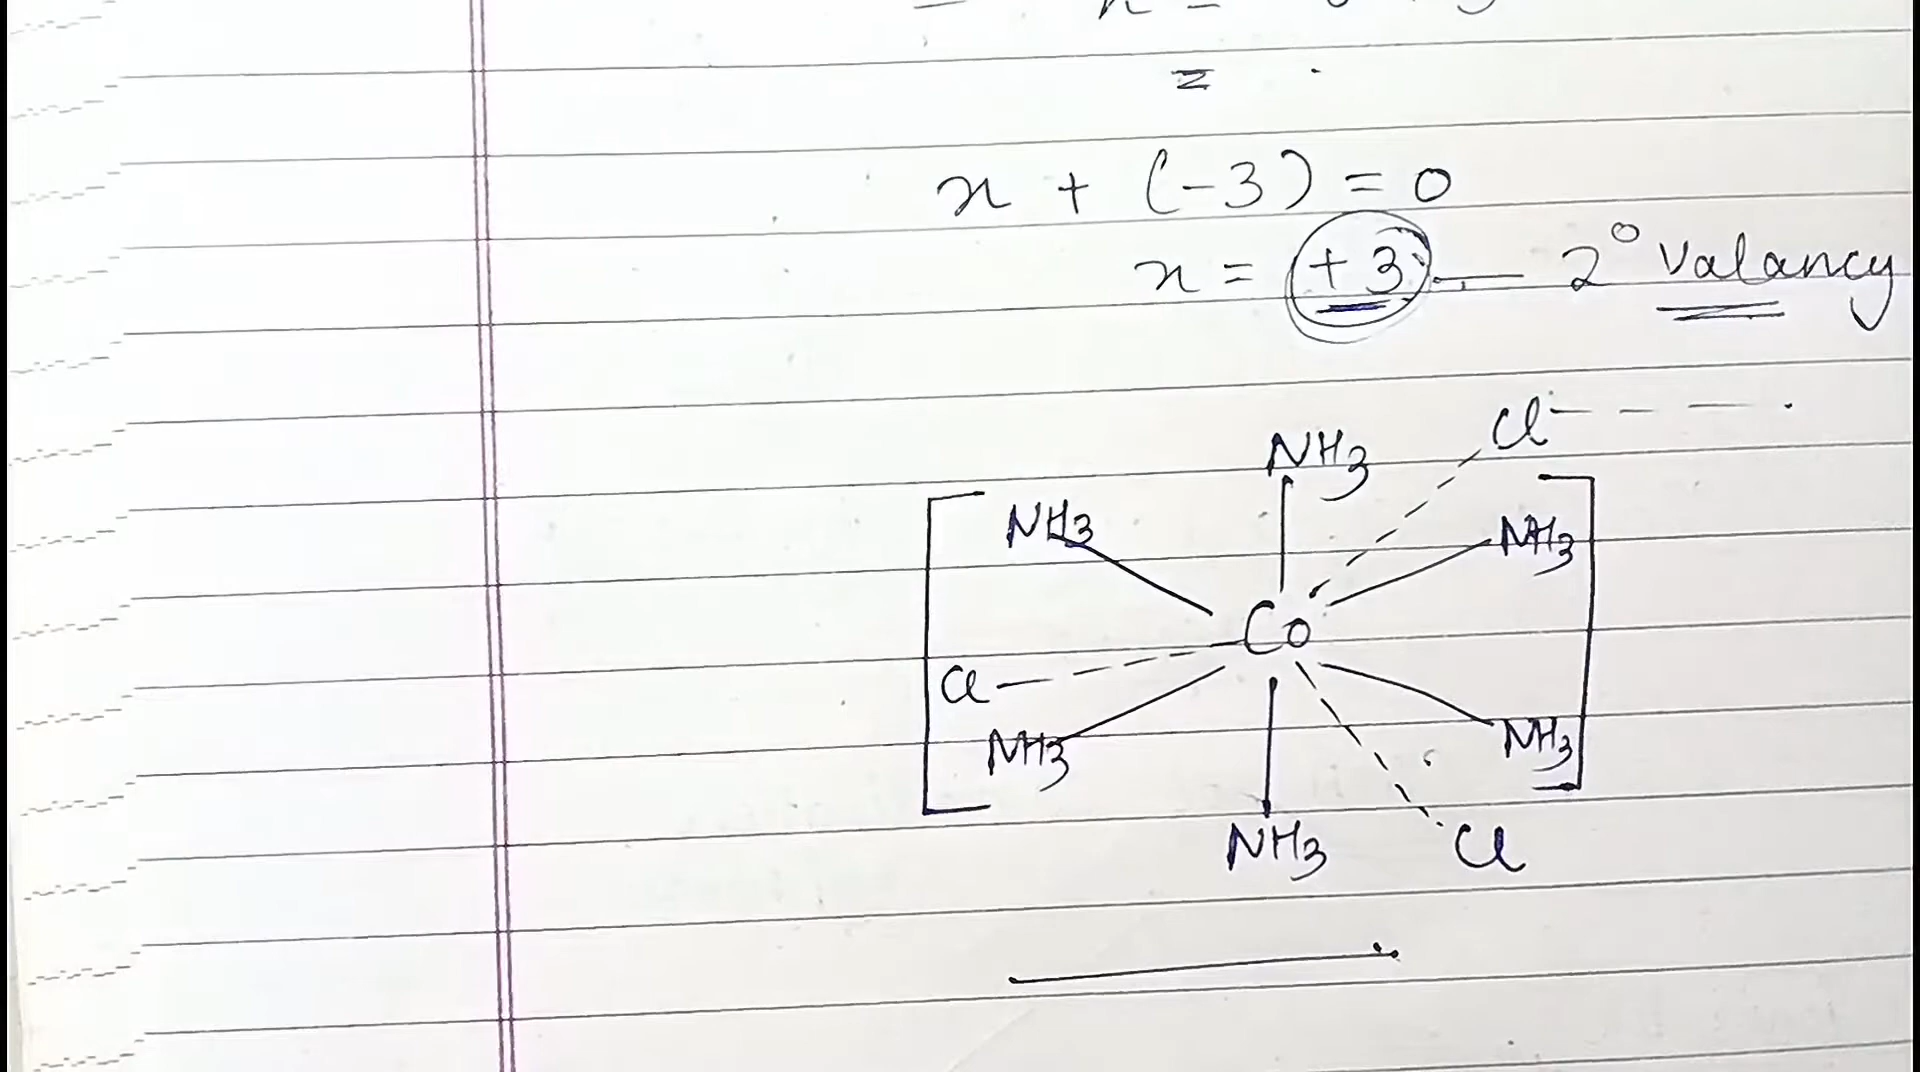 =
x + (-3) = 0
x = +3 — 2° valancy
Cl
NH3
NH3 NH3
Co
Cl
NH3 NH3
NH3 Cl